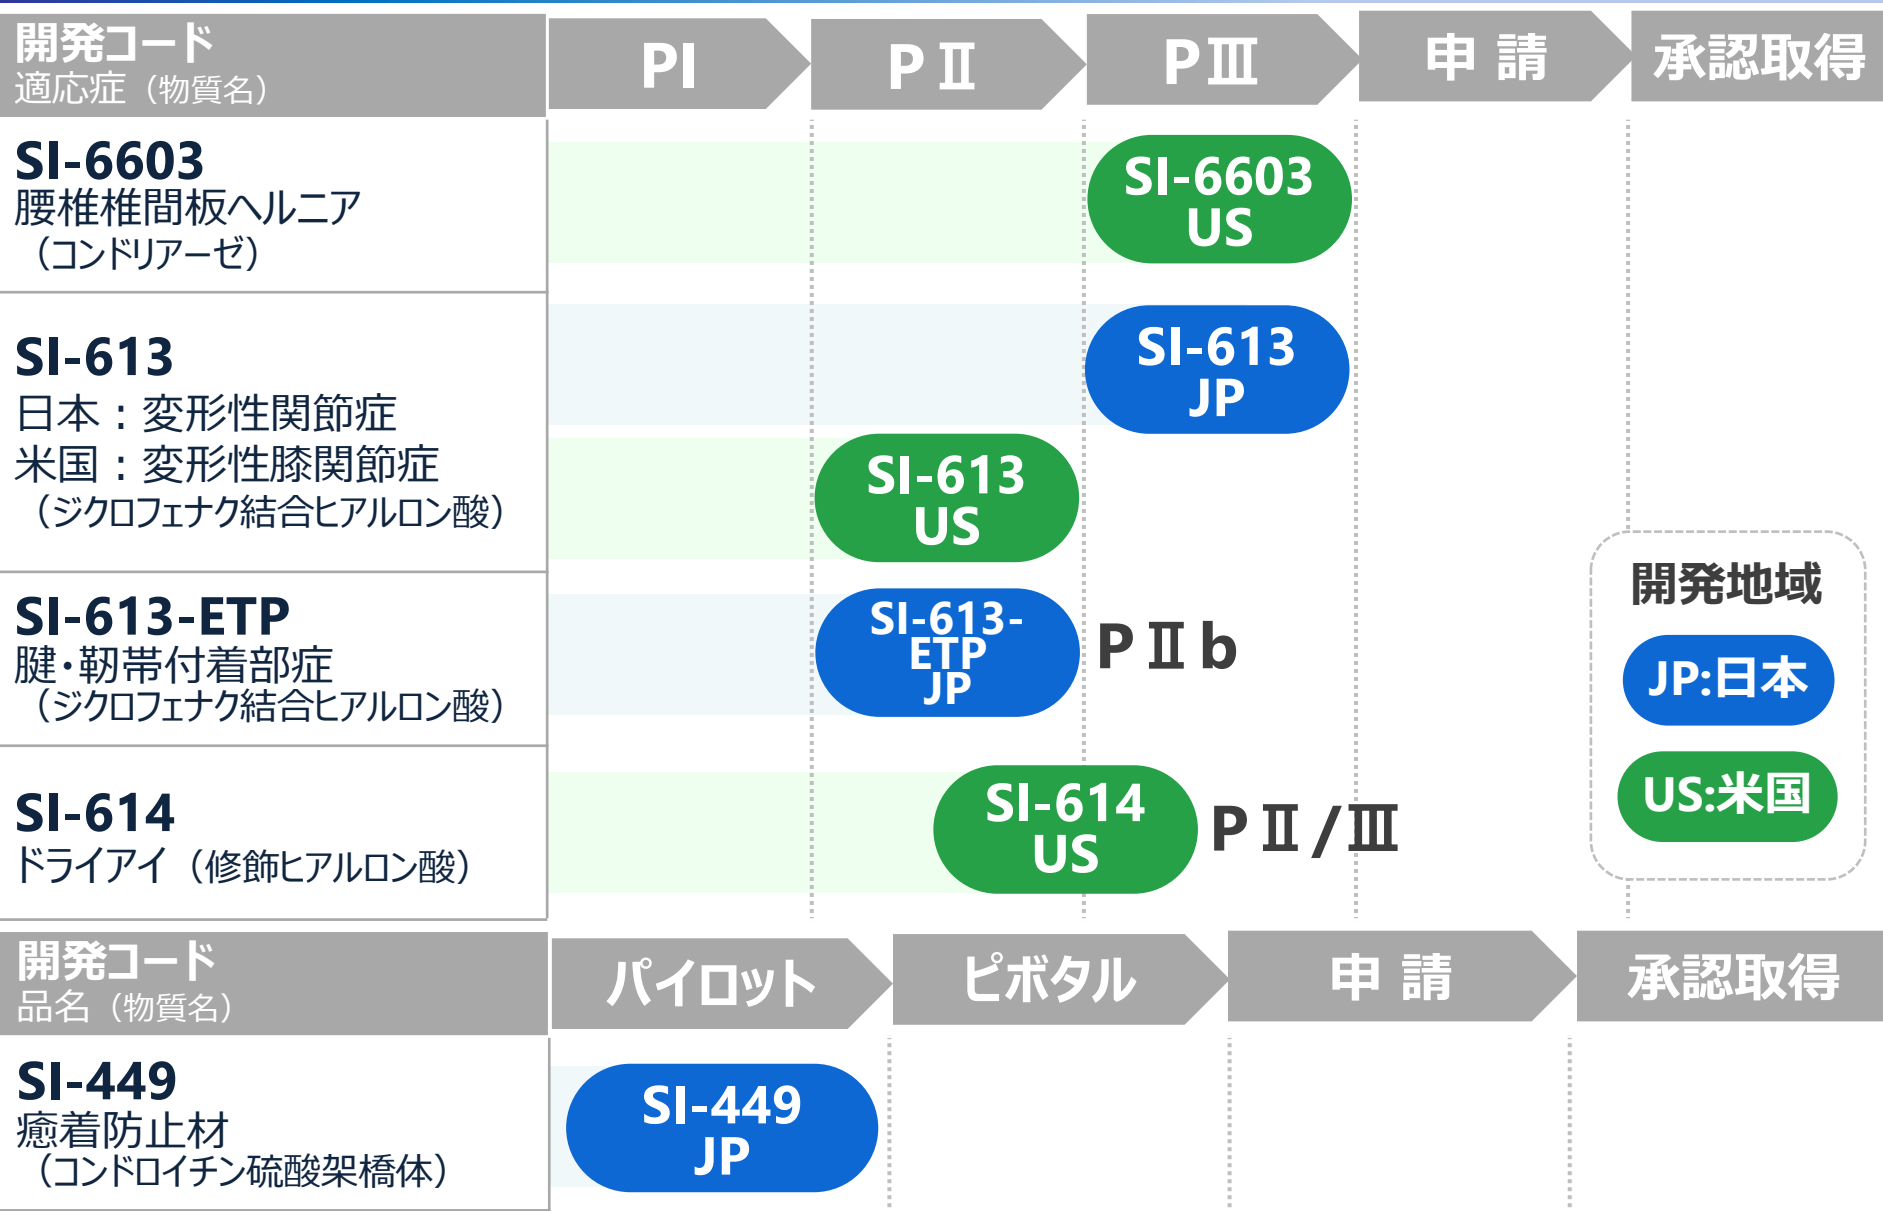 開発コード
適応症（物質名）
PⅠ
PⅡ
PⅢ
申 請
承認取得
SI-6603
腰椎椎間板ヘルニア
（コンドリアーゼ）
SI-6603
US
SI-613
日本：変形性関節症
米国：変形性膝関節症
（ジクロフェナク結合ヒアルロン酸）
SI-613
JP
SI-613
US
SI-613-ETP
腱・靭帯付着部症
（ジクロフェナク結合ヒアルロン酸）
SI-613-
ETP
JP
PⅡb
SI-614
ドライアイ（修飾ヒアルロン酸）
SI-614
US
PⅡ/Ⅲ
開発地域
JP:日本
US:米国
開発コード
品名（物質名）
パイロット
ピボタル
申 請
承認取得
SI-449
癒着防止材
（コンドロイチン硫酸架橋体）
SI-449
JP